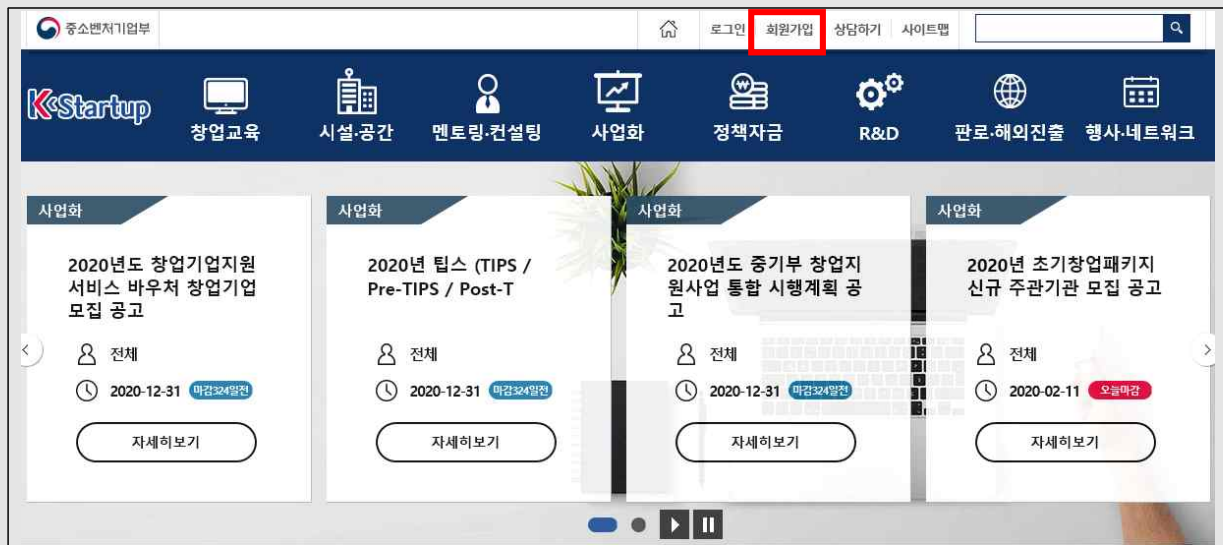 중소벤처기업부
로그인 회원가입 상담하기 사이트맵
K-Startup
창업교육 시설·공간 멘토링·컨설팅 사업화 정책자금 R&D 판로·해외진출 행사·네트워크
사업화
2020년도 창업기업지원
서비스 바우처 창업기업
모집 공고
전체
2020-12-31 마감324일전
자세히보기
사업화
2020년 팁스 (TIPS /
Pre-TIPS / Post-T
전체
2020-12-31 마감324일전
자세히보기
사업화
2020년도 중기부 창업지
원사업 통합 시행계획 공
고
전체
2020-12-31 마감324일전
자세히보기
사업화
2020년 초기창업패키지
신규 주관기관 모집 공고
전체
2020-02-11 오늘마감
자세히보기